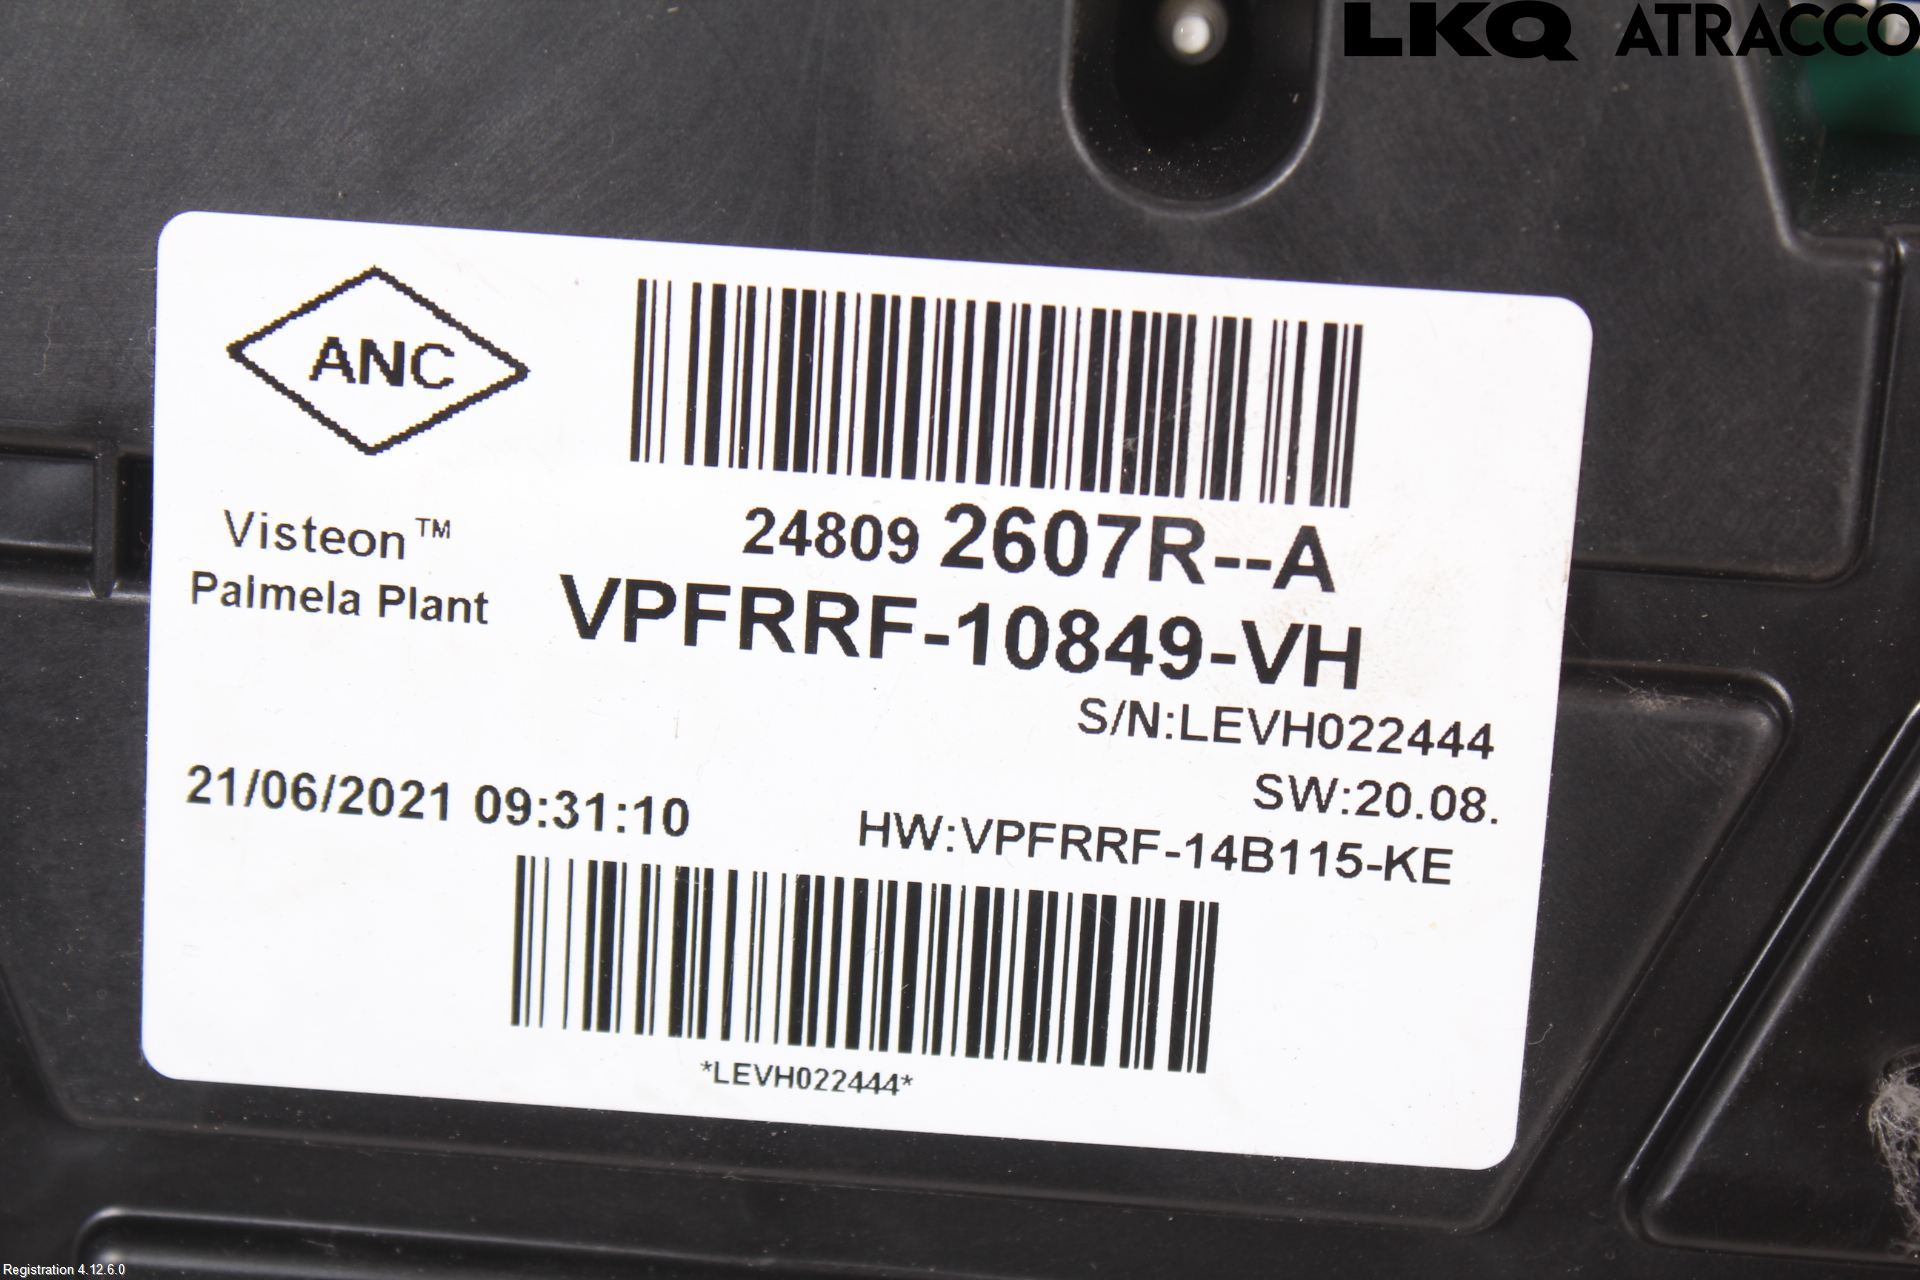 LKQ ATRACCO
ANC
24809 2607R--A
Visteon™
Palmela Plant
VPFRRF-10849-VH
S/N:LEVH022444
SW:20.08.
21/06/2021 09:31:10
HW:VPFRRF-14B115-KE
*LEVH022444*
Registration 4.12.6.0